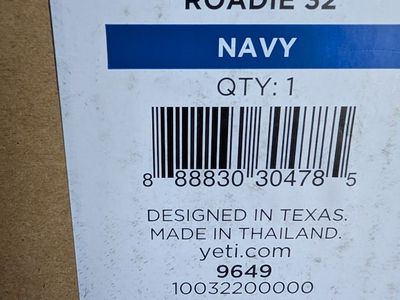 ROADIE 32
NAVY
QTY: 1
8 88830 30478 5
DESIGNED IN TEXAS.
MADE IN THAILAND.
yeti.com
9649
10032200000